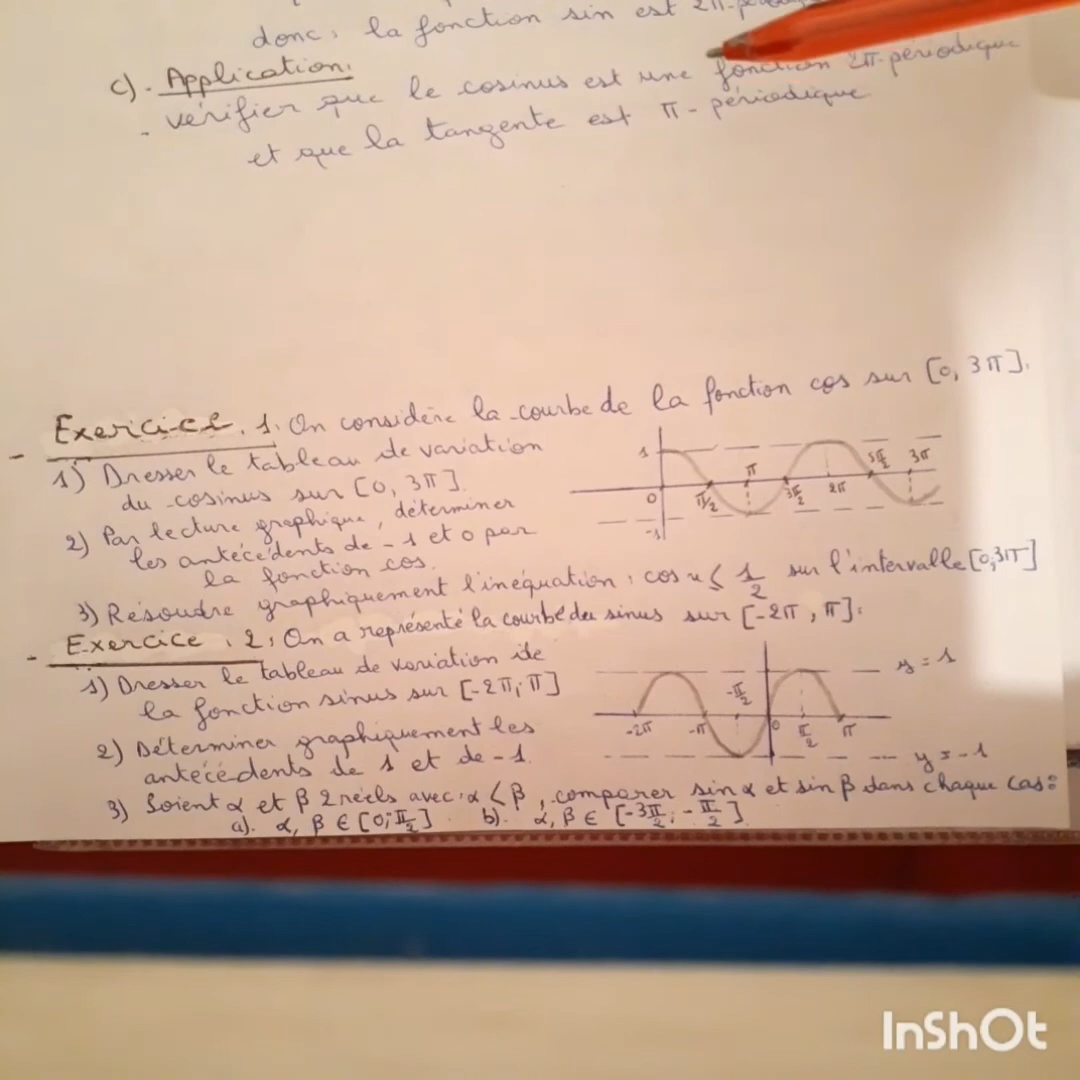 donc, la fonction sin est 2π-
c). Application.
- vérifier que le cosinus est une fonction 2π-périodique
et que la tangente est π-périodique
- Exercice. 1. On considère la courbe de la fonction cos sur [0, 3π].
1) Dresser le tableau de variation
du cosinus sur [0, 3π].
2) Par lecture graphique, déterminer
les antécédents de -1 et 0 par
la fonction cos.
1
0
-1
π/2
π
3π/2
2π
5π/2
3π
3) Résoudre graphiquement l'inéquation, cos x ≤ 1/2 sur l'intervalle [0,3π]
- Exercice. 2, On a représenté la courbe du sinus sur [-2π, π].
1) Dresser le tableau de variation de
la fonction sinus sur [-2π; π]
2) Déterminer graphiquement les
antécédents de 1 et de -1.
y = 1
-2π
-π
-π/2
0
π/2
π
y = -1
3) Soient α et β 2 réels avec α < β, comparer sin α et sin β dans chaque cas:
a). α, β ∈ [0; π/2] b). α, β ∈ [-3π/2; -π/2]
InShOt